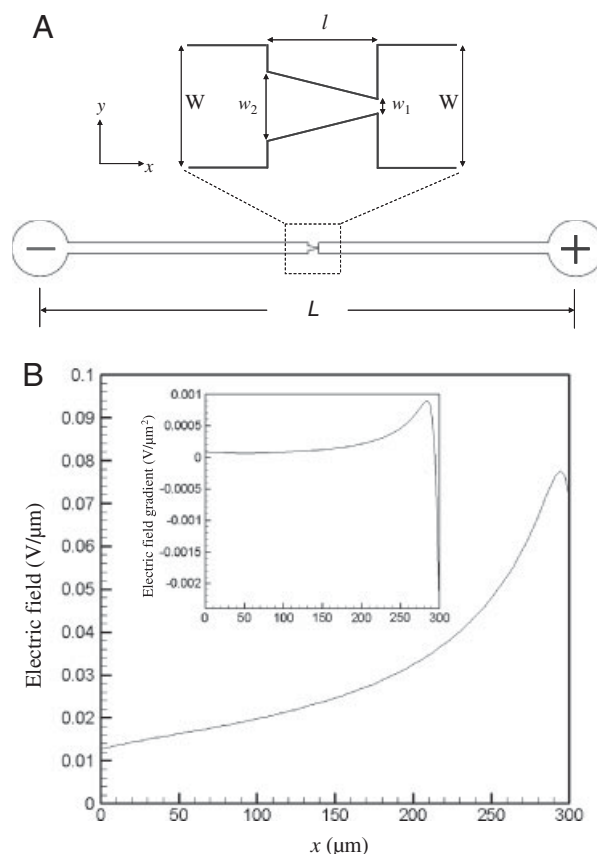 A
l
W
w2
w1
W
y
x
−
+
L
B
0.1
0.09
0.08
0.07
0.06
0.05
0.04
0.03
0.02
0.01
0
Electric field (V/μm)
0.001
0.0005
0
-0.0005
-0.001
-0.0015
-0.002
Electric field gradient (V/μm²)
0 50 100 150 200 250 300
0 50 100 150 200 250 300
x (μm)